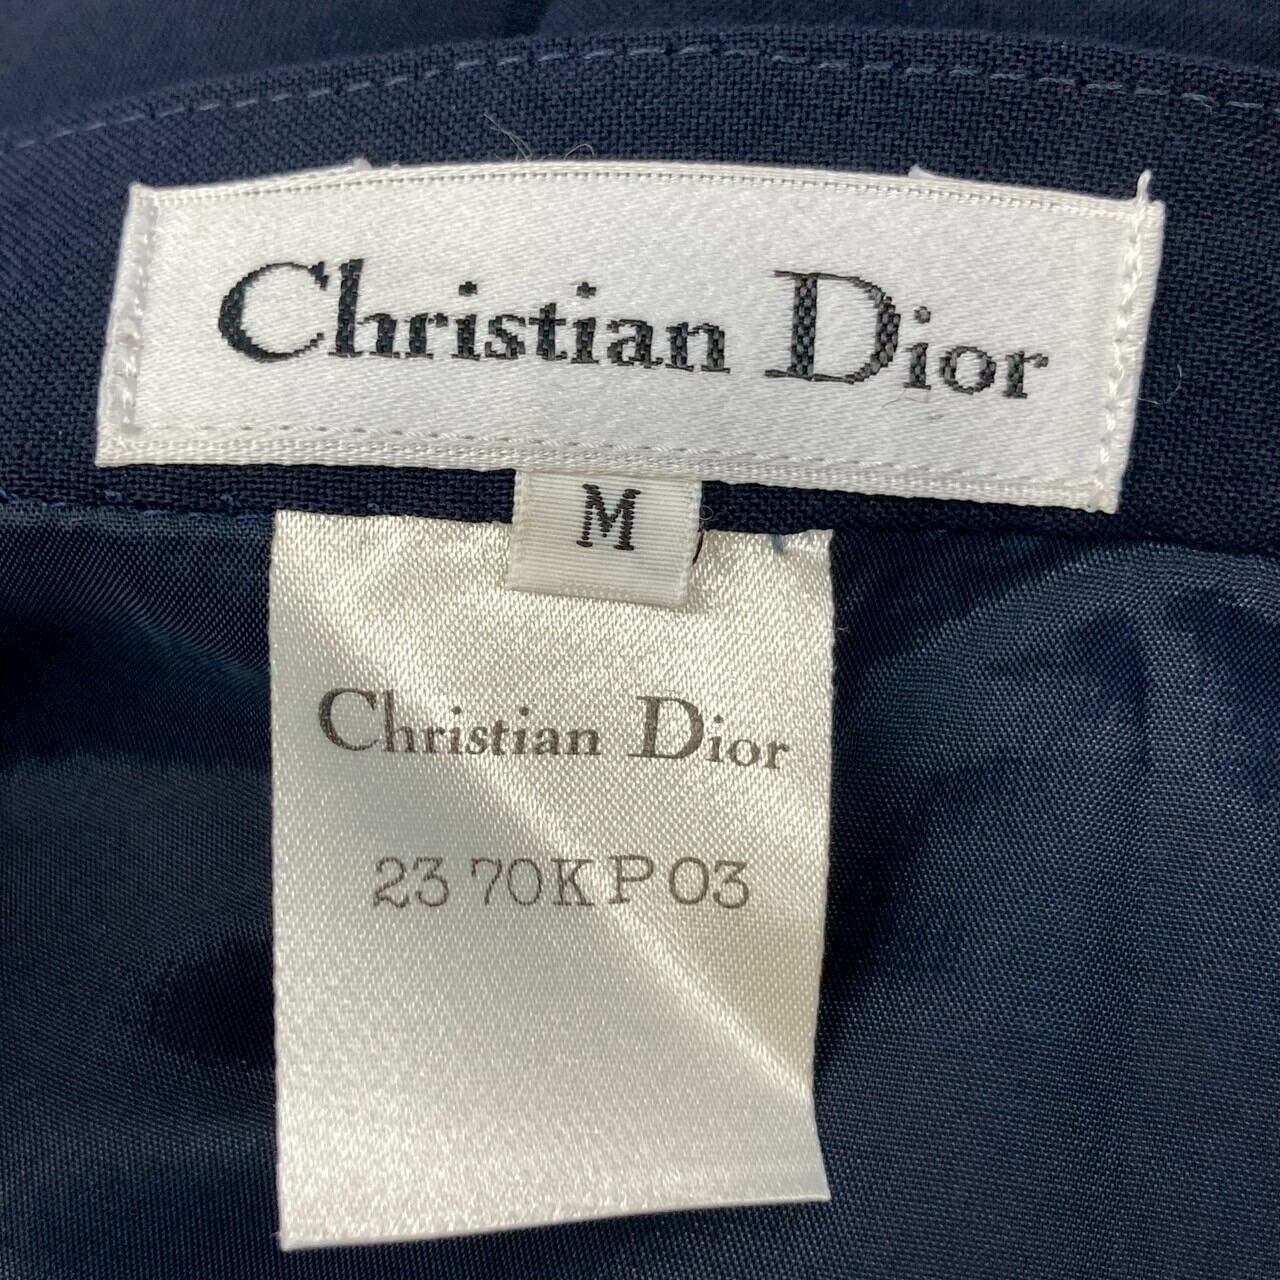 Christian Dior
M
Christian Dior
23 70K P 03